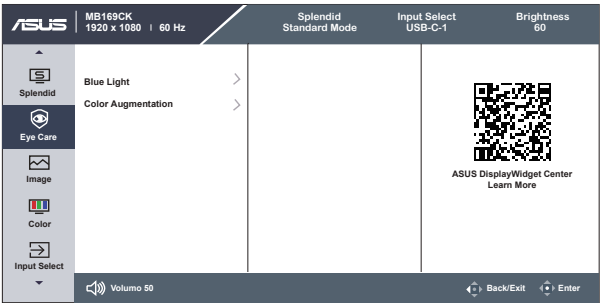 ASUS
MB169CK
1920 x 1080 | 60 Hz
Splendid
Standard Mode
Input Select
USB-C-1
Brightness
60
Splendid
Eye Care
Image
Color
Input Select
Blue Light
Color Augmentation
ASUS DisplayWidget Center
Learn More
Volumo 50
Back/Exit
Enter